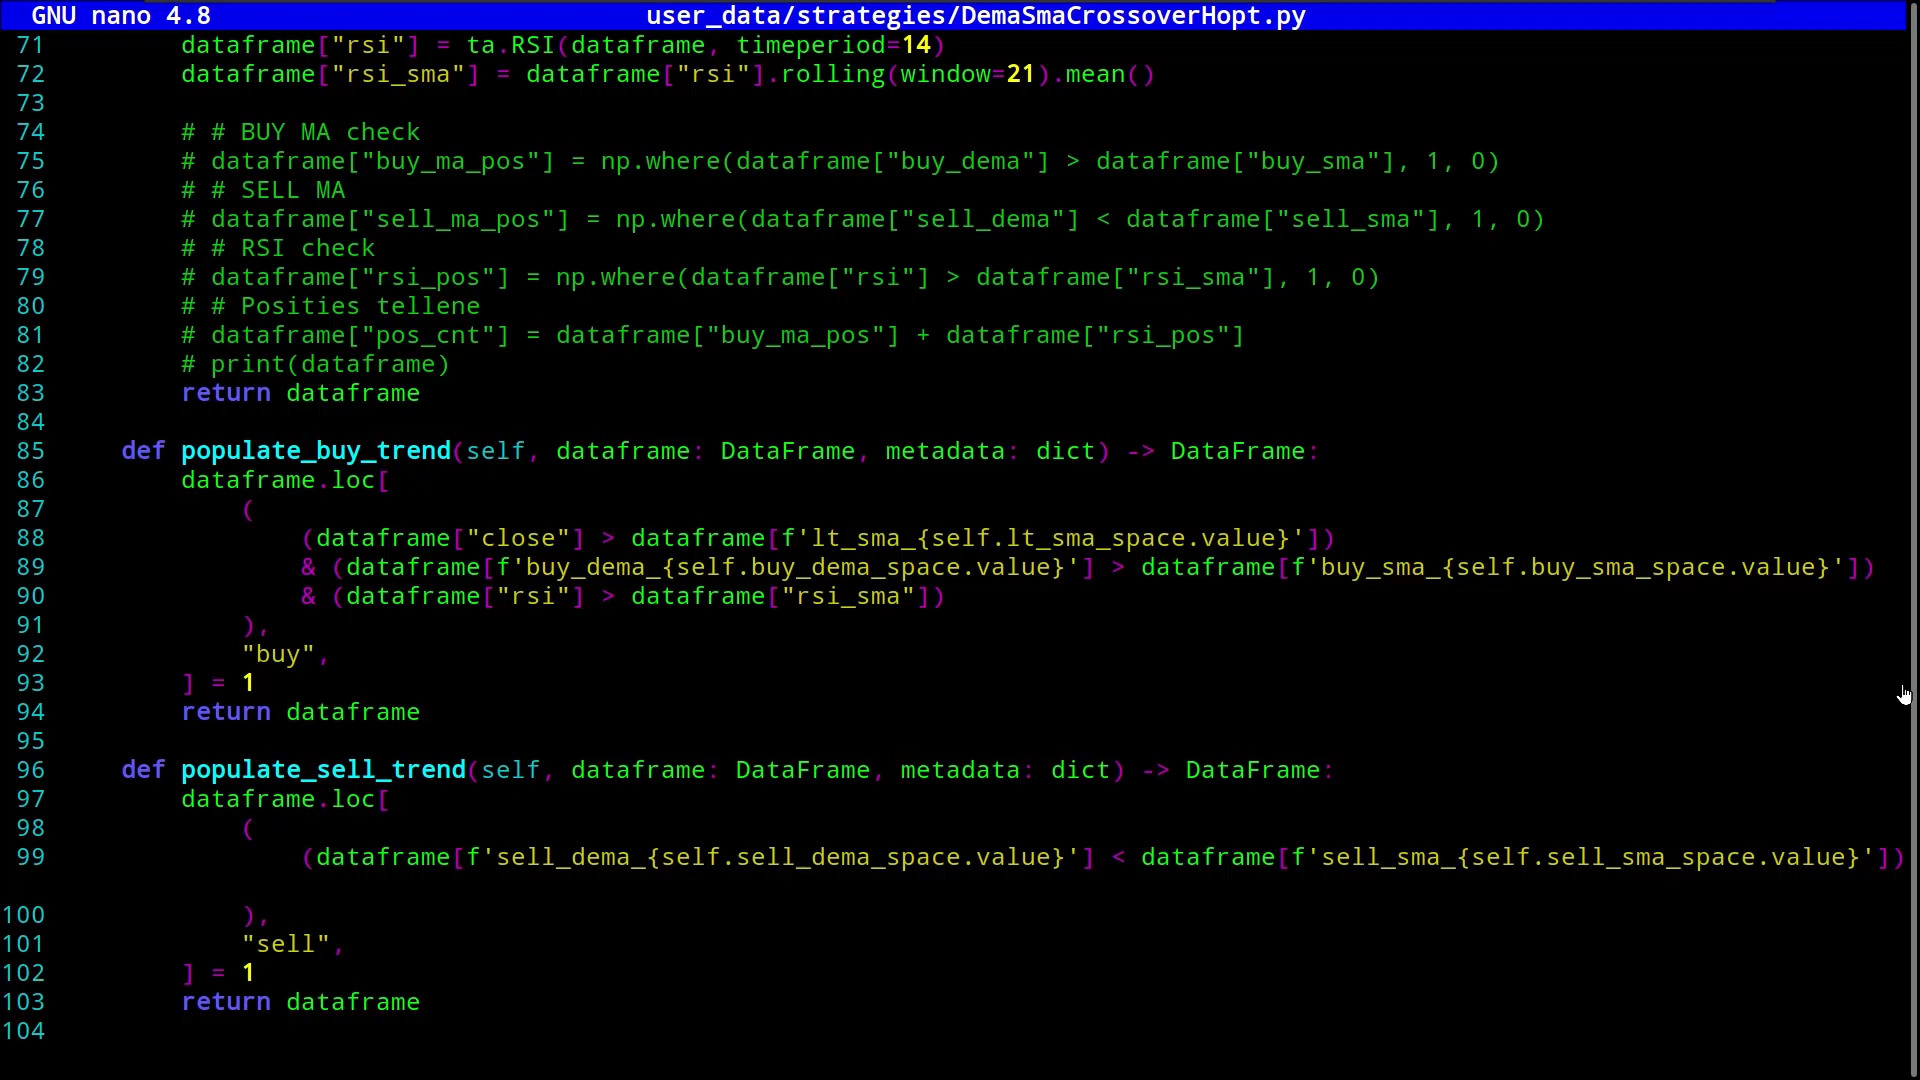 GNU nano 4.8 user_data/strategies/DemaSmaCrossoverHopt.py
71         dataframe["rsi"] = ta.RSI(dataframe, timeperiod=14)
72         dataframe["rsi_sma"] = dataframe["rsi"].rolling(window=21).mean()
73
74         # # BUY MA check
75         # dataframe["buy_ma_pos"] = np.where(dataframe["buy_dema"] > dataframe["buy_sma"], 1, 0)
76         # # SELL MA
77         # dataframe["sell_ma_pos"] = np.where(dataframe["sell_dema"] < dataframe["sell_sma"], 1, 0)
78         # # RSI check
79         # dataframe["rsi_pos"] = np.where(dataframe["rsi"] > dataframe["rsi_sma"], 1, 0)
80         # # Posities tellene
81         # dataframe["pos_cnt"] = dataframe["buy_ma_pos"] + dataframe["rsi_pos"]
82         # print(dataframe)
83         return dataframe
84
85     def populate_buy_trend(self, dataframe: DataFrame, metadata: dict) -> DataFrame:
86         dataframe.loc[
87             (
88                 (dataframe["close"] > dataframe[f'lt_sma_{self.lt_sma_space.value}'])
89                 & (dataframe[f'buy_dema_{self.buy_dema_space.value}'] > dataframe[f'buy_sma_{self.buy_sma_space.value}'])
90                 & (dataframe["rsi"] > dataframe["rsi_sma"])
91             ),
92             "buy",
93         ] = 1
94         return dataframe
95
96     def populate_sell_trend(self, dataframe: DataFrame, metadata: dict) -> DataFrame:
97         dataframe.loc[
98             (
99                 (dataframe[f'sell_dema_{self.sell_dema_space.value}'] < dataframe[f'sell_sma_{self.sell_sma_space.value}'])
100             ),
101             "sell",
102         ] = 1
103         return dataframe
104